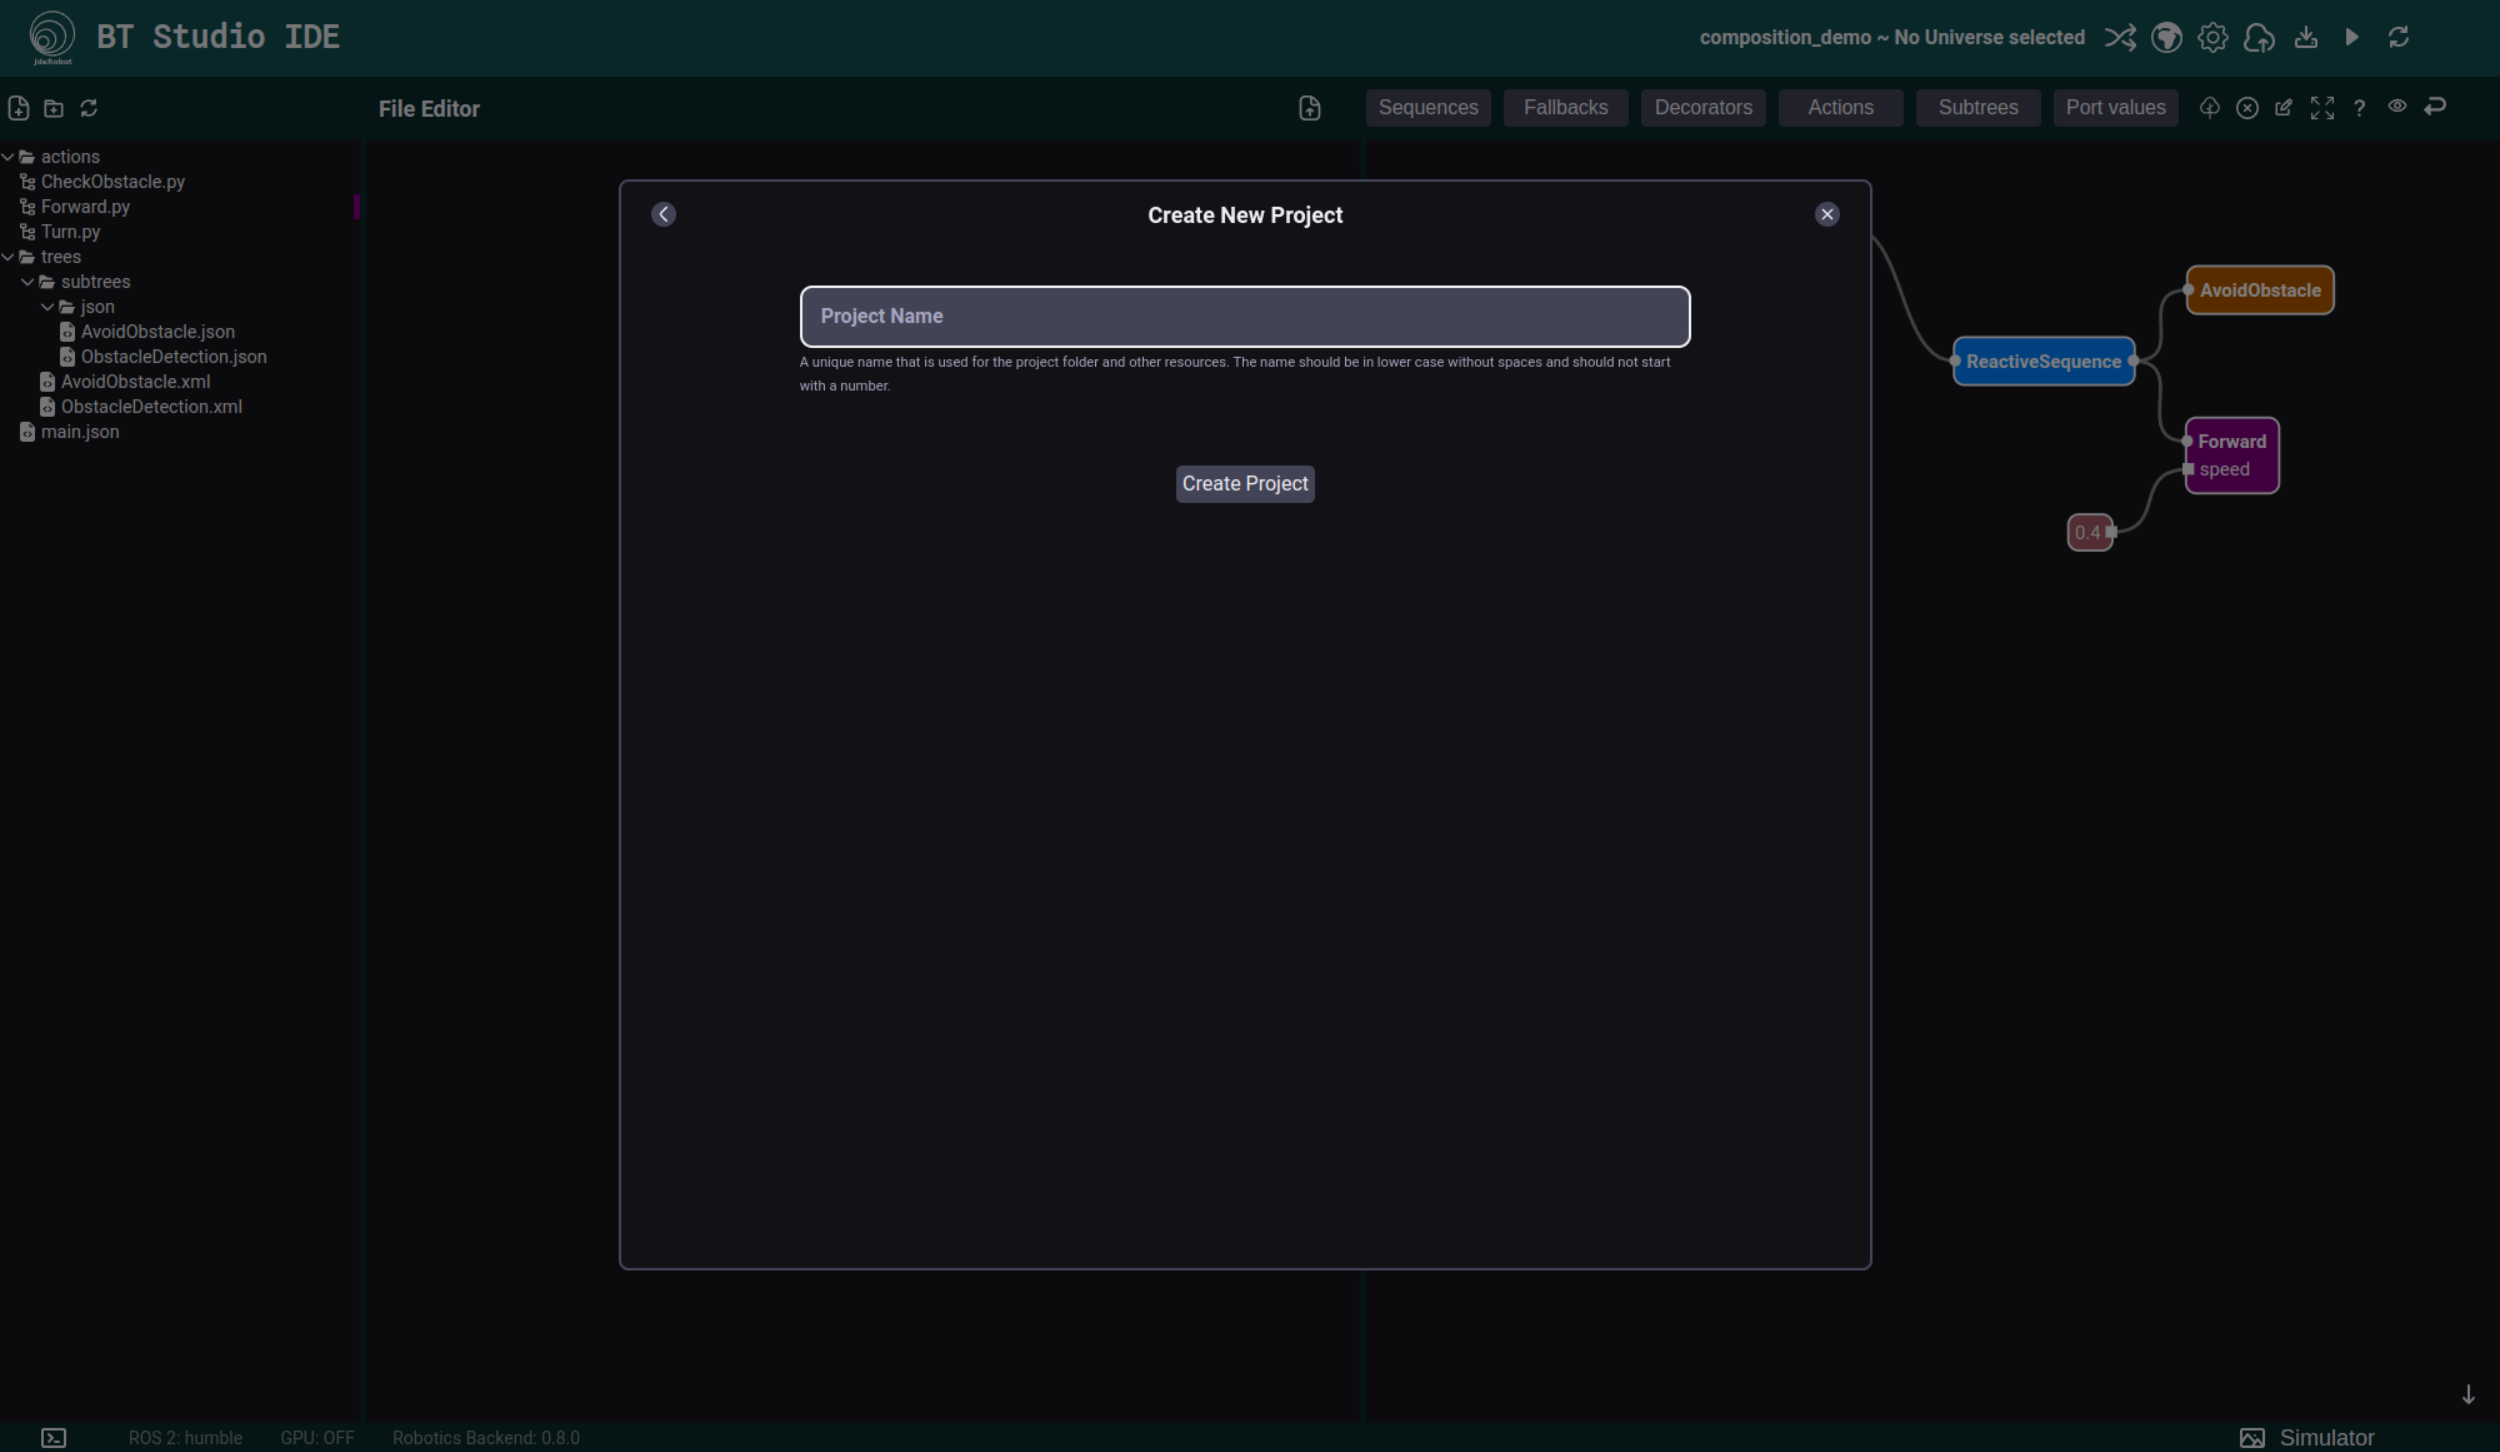 BT Studio IDE
JdeRobot
composition_demo ~ No Universe selected
File Editor
Sequences
Fallbacks
Decorators
Actions
Subtrees
Port values
?
actions
CheckObstacle.py
Forward.py
Turn.py
trees
subtrees
json
AvoidObstacle.json
ObstacleDetection.json
AvoidObstacle.xml
ObstacleDetection.xml
main.json
Create New Project
Project Name
A unique name that is used for the project folder and other resources. The name should be in lower case without spaces and should not start
with a number.
Create Project
AvoidObstacle
ReactiveSequence
Forward
speed
0.4
ROS 2: humble
GPU: OFF
Robotics Backend: 0.8.0
Simulator